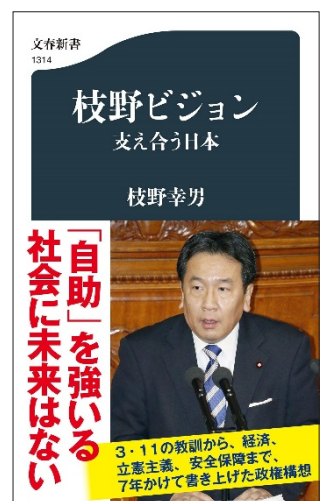 文春新書
1314
枝野ビジョン
支え合う日本
枝野幸男
「自助」を強いる
社会に未来はない
3・11の教訓から、経済、
立憲主義、安全保障まで、
7年かけて書き上げた政権構想